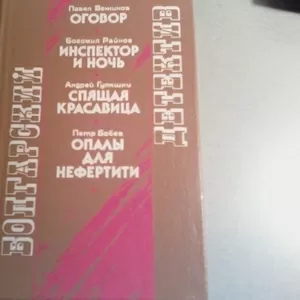 БОЛГАРСКИЙ
ДЕТЕКТИВ
Павел Вежинов
ОГОВОР
Богомил Райнов
ИНСПЕКТОР
И НОЧЬ
Андрей Гуляшки
СПЯЩАЯ
КРАСАВИЦА
Петр Бобев
ОПАЛЫ
ДЛЯ
НЕФЕРТИТИ